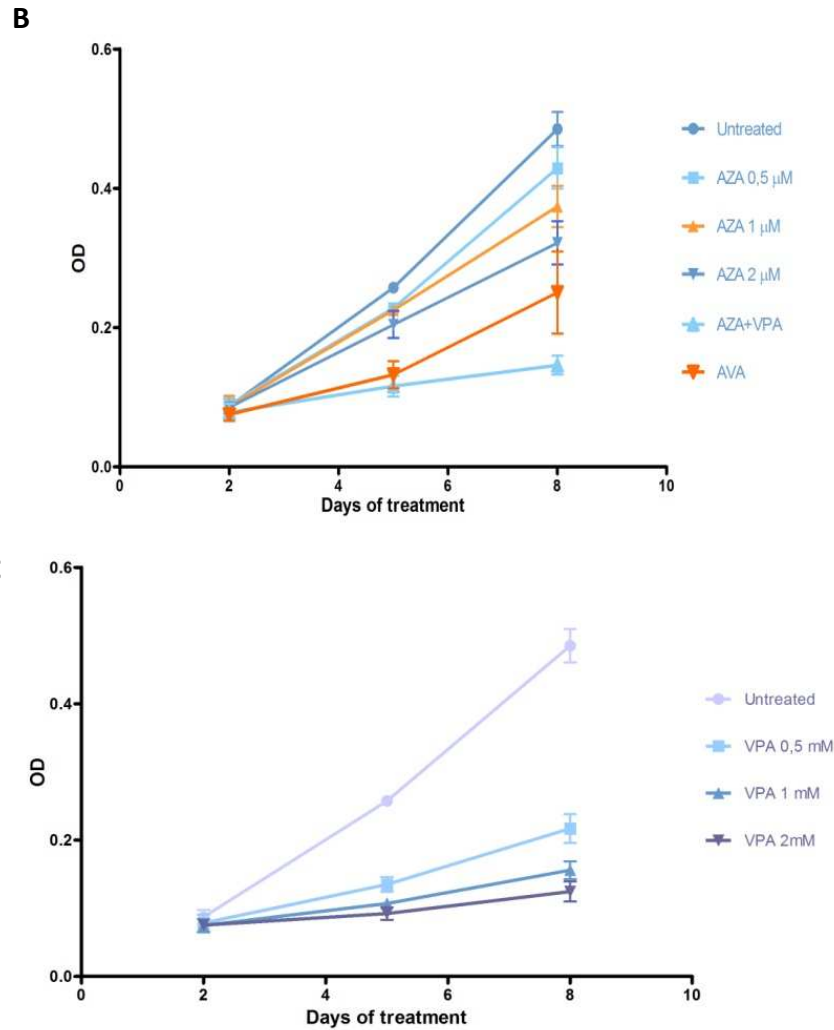 B
0.6
0.4
0.2
0.0
OD
0 2 4 6 8 10
Days of treatment
Untreated
AZA 0,5 µM
AZA 1 µM
AZA 2 µM
AZA+VPA
AVA
0.6
0.4
0.2
0.0
OD
0 2 4 6 8 10
Days of treatment
Untreated
VPA 0,5 mM
VPA 1 mM
VPA 2mM